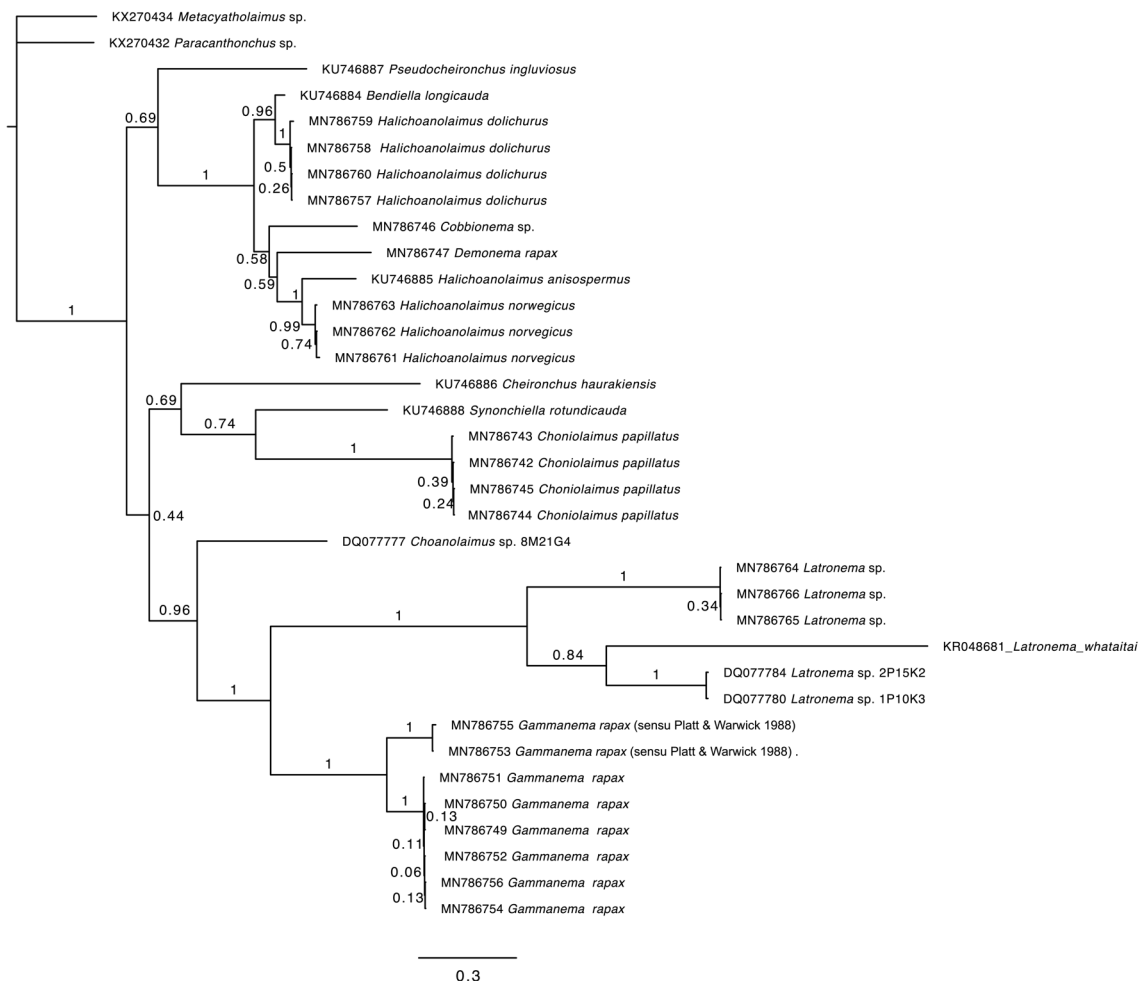 KX270434 Metacyatholaimus sp.
KX270432 Paracanthonchus sp.
KU746887 Pseudocheironchus ingluviosus
KU746884 Bendiella longicauda
0.96
0.69
MN786759 Halichoanolaimus dolichurus
1
MN786758 Halichoanolaimus dolichurus
0.5
1
MN786760 Halichoanolaimus dolichurus
0.26
MN786757 Halichoanolaimus dolichurus
MN786746 Cobbionema sp.
0.58
MN786747 Demonema rapax
0.59
KU746885 Halichoanolaimus anisospermus
1
MN786763 Halichoanolaimus norwegicus
1
0.99
MN786762 Halichoanolaimus norvegicus
0.74
MN786761 Halichoanolaimus norvegicus
KU746886 Cheironchus haurakiensis
0.69
KU746888 Synonchiella rotundicauda
0.74
MN786743 Choniolaimus papillatus
1
MN786742 Choniolaimus papillatus
0.39
MN786745 Choniolaimus papillatus
0.24
MN786744 Choniolaimus papillatus
0.44
DQ077777 Choanolaimus sp. 8M21G4
MN786764 Latronema sp.
1
MN786766 Latronema sp.
0.34
0.96
MN786765 Latronema sp.
1
KR048681_Latronema_whataitai
0.84
DQ077784 Latronema sp. 2P15K2
1
1
DQ077780 Latronema sp. 1P10K3
MN786755 Gammanema rapax (sensu Platt & Warwick 1988)
1
MN786753 Gammanema rapax (sensu Platt & Warwick 1988) .
1
MN786751 Gammanema rapax
1
MN786750 Gammanema rapax
0.13
MN786749 Gammanema rapax
0.11
MN786752 Gammanema rapax
0.06
MN786756 Gammanema rapax
0.13
MN786754 Gammanema rapax
0.3